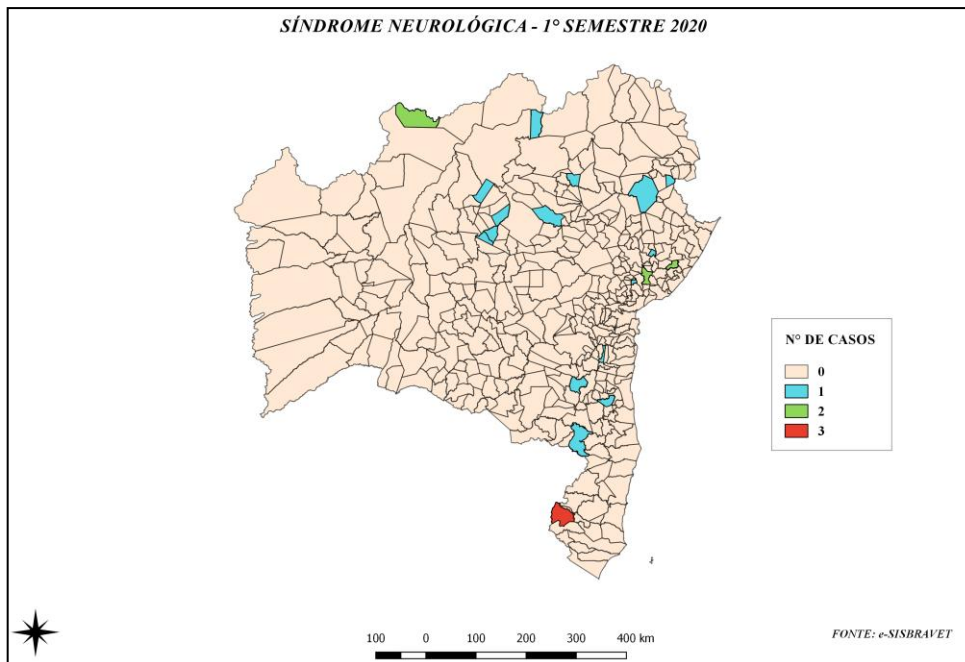 SÍNDROME NEUROLÓGICA - 1° SEMESTRE 2020
N° DE CASOS
0
1
2
3
100 0 100 200 300 400 km
FONTE: e-SISBRAVET